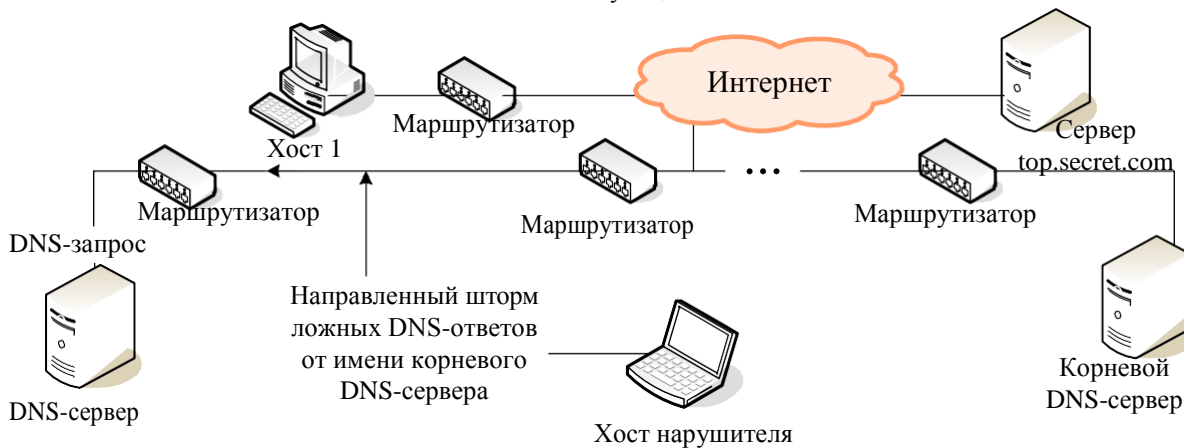 Интернет
Маршрутизатор
Сервер
top.secret.com
Хост 1
Маршрутизатор
Маршрутизатор
Маршрутизатор
DNS-запрос
Направленный шторм
ложных DNS-ответов
от имени корневого
DNS-сервера
Корневой
DNS-сервер
DNS-сервер
Хост нарушителя